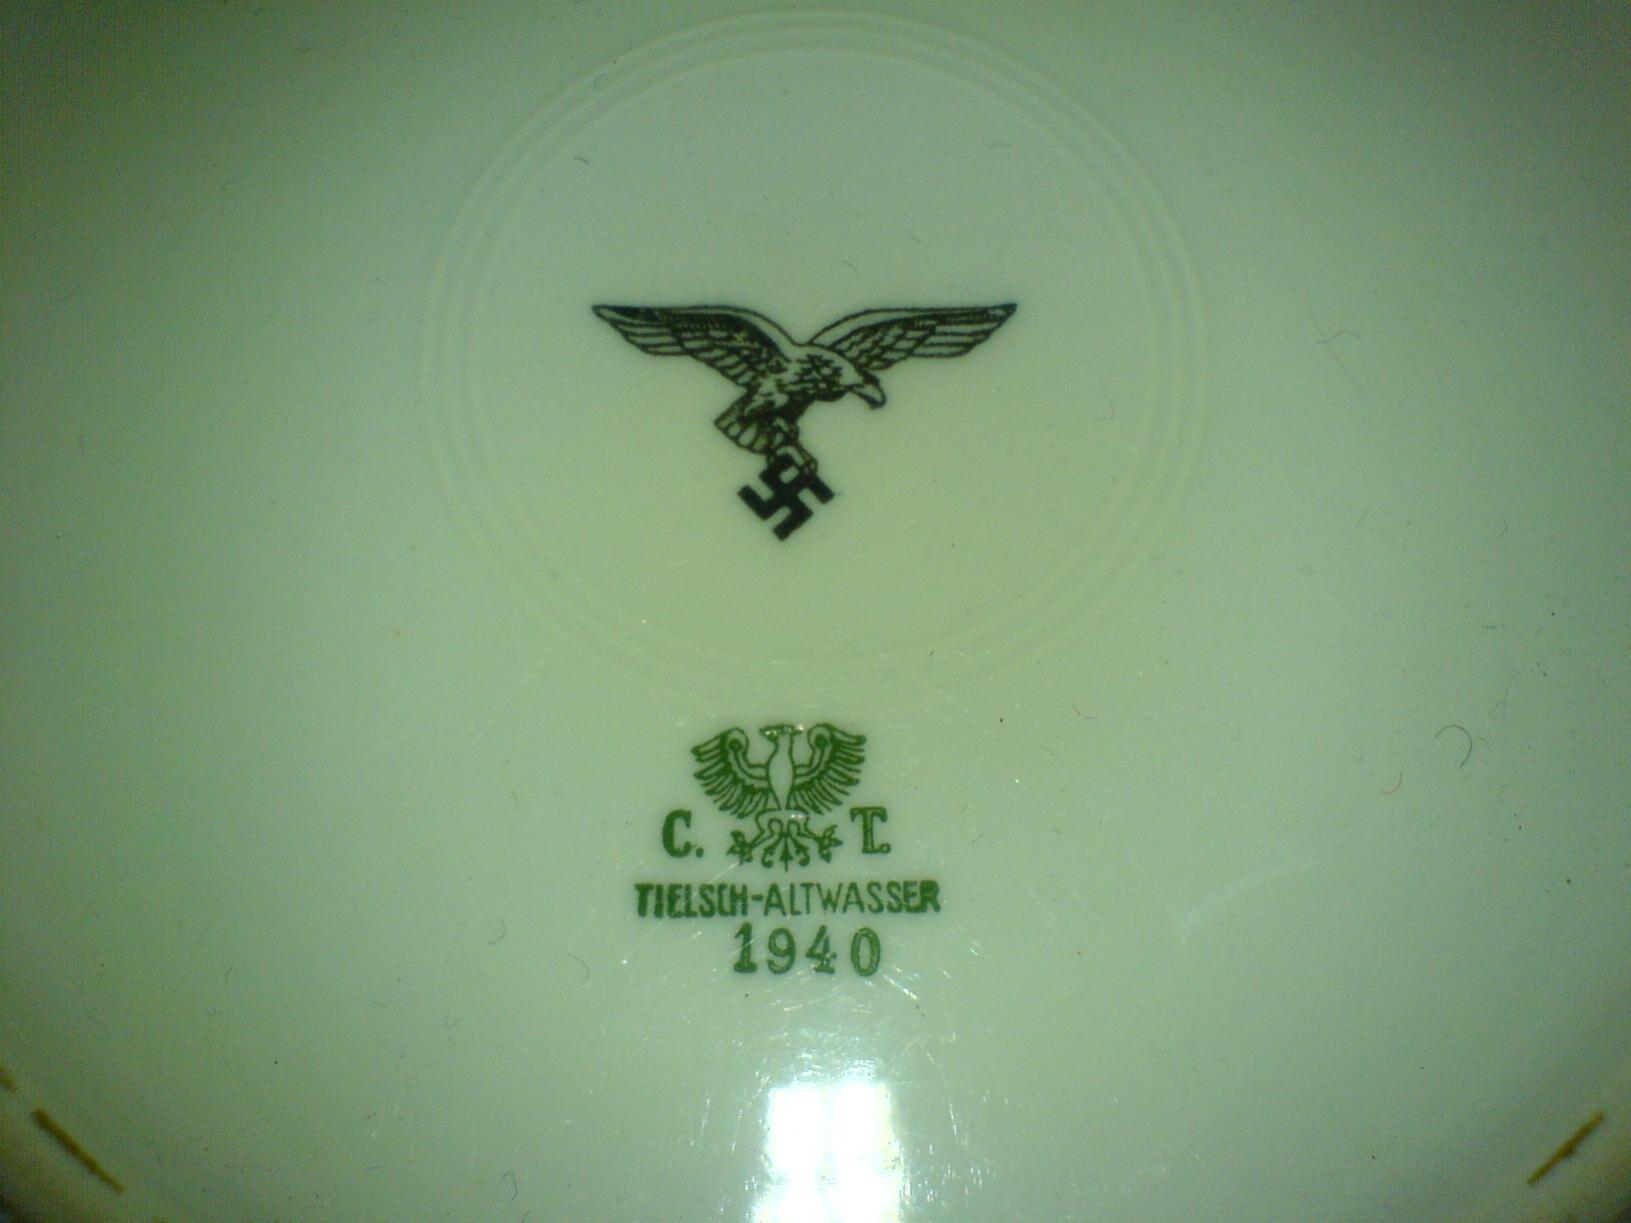 C. T.
TIELSCH-ALTWASSER
1940